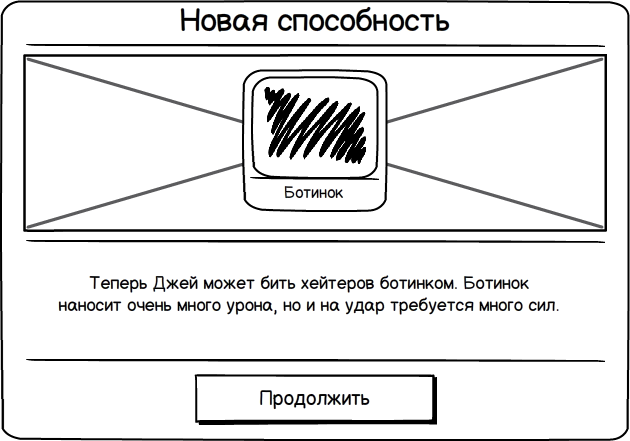 Новая способность
Ботинок
Теперь Джей может бить хейтеров ботинком. Ботинок
наносит очень много урона, но и на удар требуется много сил.
Продолжить